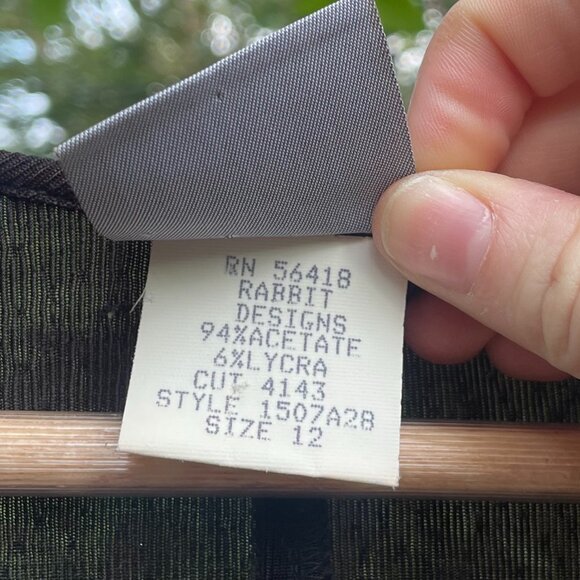 RN 56418
RABBIT
DESIGNS
94%ACETATE
6%LYCRA
CUT 4143
STYLE 1507A28
SIZE 12